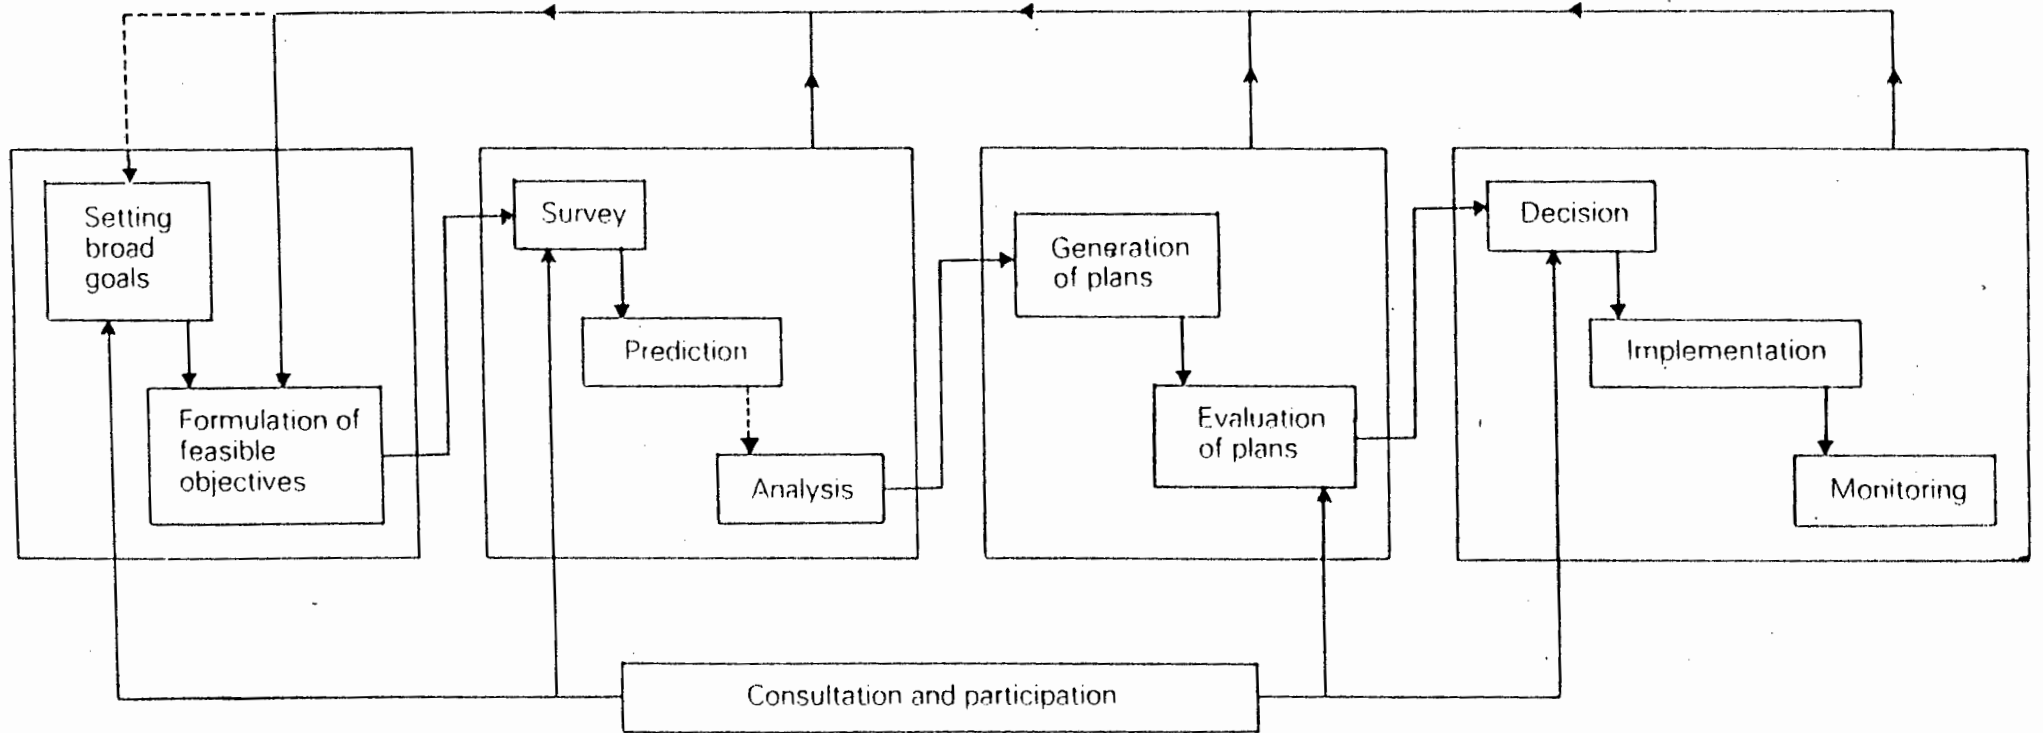 Setting
broad
goals
Formulation of
feasible
objectives
Survey
Prediction
Analysis
Generation
of plans
Evaluation
of plans
Decision
Implementation
Monitoring
Consultation and participation